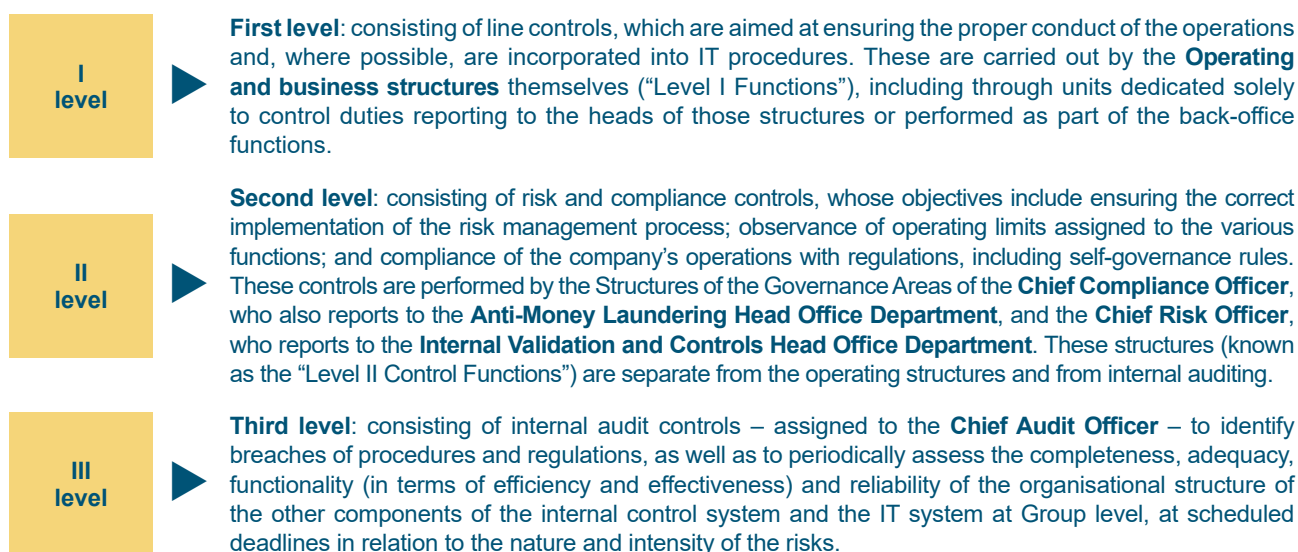 I
level
First level: consisting of line controls, which are aimed at ensuring the proper conduct of the operations
and, where possible, are incorporated into IT procedures. These are carried out by the Operating
and business structures themselves (“Level I Functions”), including through units dedicated solely
to control duties reporting to the heads of those structures or performed as part of the back-office
functions.
II
level
Second level: consisting of risk and compliance controls, whose objectives include ensuring the correct
implementation of the risk management process; observance of operating limits assigned to the various
functions; and compliance of the company’s operations with regulations, including self-governance rules.
These controls are performed by the Structures of the Governance Areas of the Chief Compliance Officer,
who also reports to the Anti-Money Laundering Head Office Department, and the Chief Risk Officer,
who reports to the Internal Validation and Controls Head Office Department. These structures (known
as the “Level II Control Functions”) are separate from the operating structures and from internal auditing.
III
level
Third level: consisting of internal audit controls – assigned to the Chief Audit Officer – to identify
breaches of procedures and regulations, as well as to periodically assess the completeness, adequacy,
functionality (in terms of efficiency and effectiveness) and reliability of the organisational structure of
the other components of the internal control system and the IT system at Group level, at scheduled
deadlines in relation to the nature and intensity of the risks.